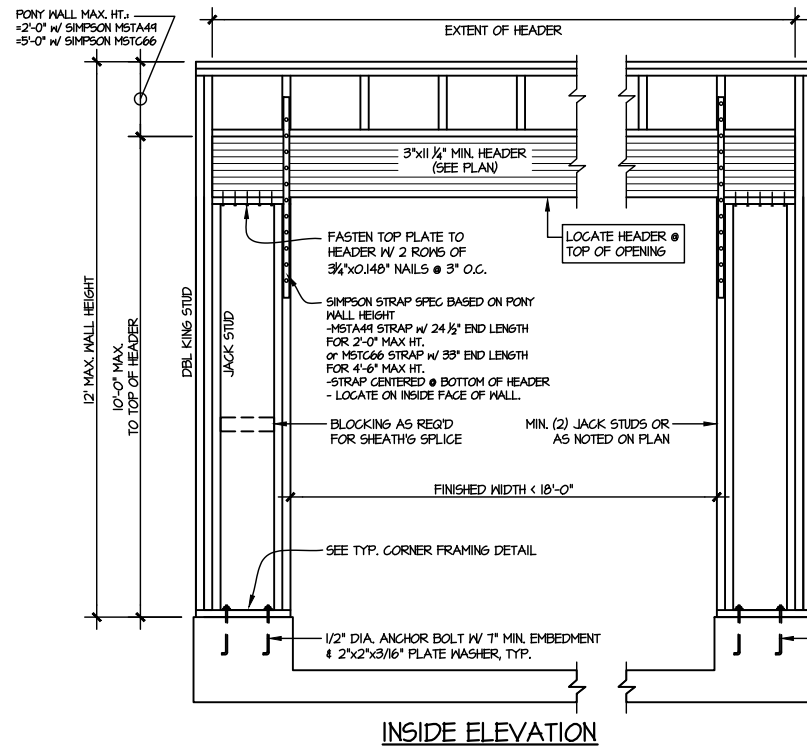 PONY WALL MAX. HT.:
=2'-0" W/ SIMPSON MSTA49
=5'-0" W/ SIMPSON MSTC66
EXTENT OF HEADER
3"x11 1/4" MIN. HEADER
(SEE PLAN)
FASTEN TOP PLATE TO
HEADER W/ 2 ROWS OF
3 1/4"x0.148" NAILS @ 3" O.C.
LOCATE HEADER @
TOP OF OPENING
SIMPSON STRAP SPEC BASED ON PONY
WALL HEIGHT
-MSTA49 STRAP W/ 24 1/2" END LENGTH
FOR 2'-0" MAX HT.
or MSTC66 STRAP W/ 33" END LENGTH
FOR 4'-6" MAX HT.
-STRAP CENTERED @ BOTTOM OF HEADER
- LOCATE ON INSIDE FACE OF WALL.
12' MAX. WALL HEIGHT
10'-0" MAX.
TO TOP OF HEADER
DBL KING STUD
JACK STUD
BLOCKING AS REQ'D
FOR SHEATH'G SPLICE
MIN. (2) JACK STUDS OR
AS NOTED ON PLAN
FINISHED WIDTH < 18'-0"
SEE TYP. CORNER FRAMING DETAIL
1/2" DIA. ANCHOR BOLT W/ 7" MIN. EMBEDMENT
& 2"x2"x3/16" PLATE WASHER, TYP.
INSIDE ELEVATION